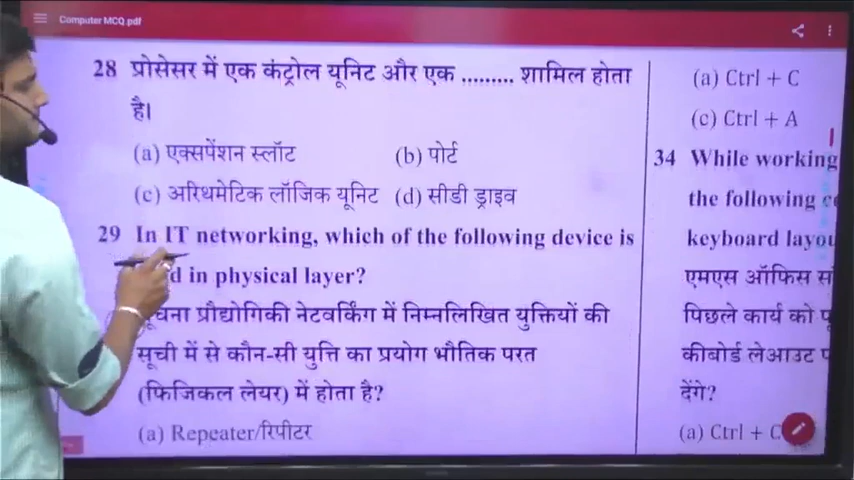 Computer MCQ pdf
28 प्रोसेसर में एक कंट्रोल यूनिट और एक ......... शामिल होता
है।
(a) एक्सपेंशन स्लॉट (b) पोर्ट
(c) अरिथमेटिक लॉजिक यूनिट (d) सीडी ड्राइव
29 In IT networking, which of the following device is
in physical layer?
प्रौद्योगिकी नेटवर्किंग में निम्नलिखित युक्तियों की
सूची में से कौन-सी युत्ति का प्रयोग भौतिक परत
(फिजिकल लेयर) में होता है?
(a) Repeater/रिपीटर
(a) Ctrl + C
(c) Ctrl + A
34 While working
the following
keyboard
एमएस ऑफिस
पिछले कार्य को
कीबोर्ड लेआउट
देंगे?
(a) Ctrl + C